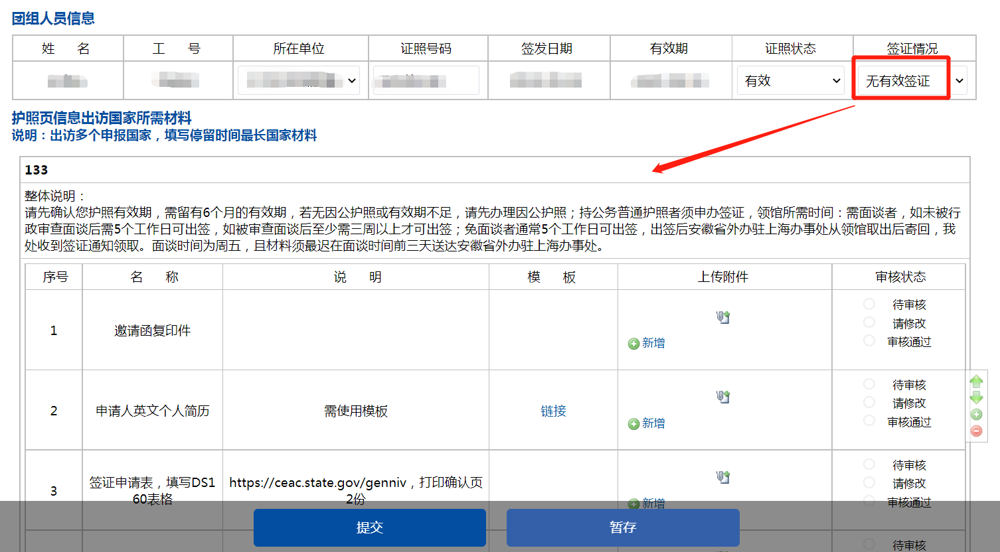 团组人员信息
姓 名 工 号 所在单位 证照号码 签发日期 有效期 证照状态 签证情况
有效 无有效签证
护照页信息出访国家所需材料
说明：出访多个申报国家，填写停留时间最长国家材料
133
整体说明：
请先确认您护照有效期，需留有6个月的有效期，若无因公护照或有效期不足，请先办理因公护照；持公务普通护照者须申办签证，领馆所需时间：需面谈者，如未被行
政审查面谈后需5个工作日可出签，如被审查面谈后至少需三周以上才可出签；免面谈者通常5个工作日可出签，出签后安徽省外办驻上海办事处从领馆取出后寄回，我
处收到签证通知领取。面谈时间为周五，且材料须最迟在面谈时间前三天送达安徽省外办驻上海办事处。
序号 名 称 说 明 模 板 上传附件 审核状态
1 邀请函复印件 新增
待审核
请修改
审核通过
2 申请人英文个人简历 需使用模板 链接 新增
待审核
请修改
审核通过
3 签证申请表，填写DS1
60表格
https://ceac.state.gov/genniv，打印确认页
2份
新增
待审核
请修改
审核通过
待审核
提交 暂存